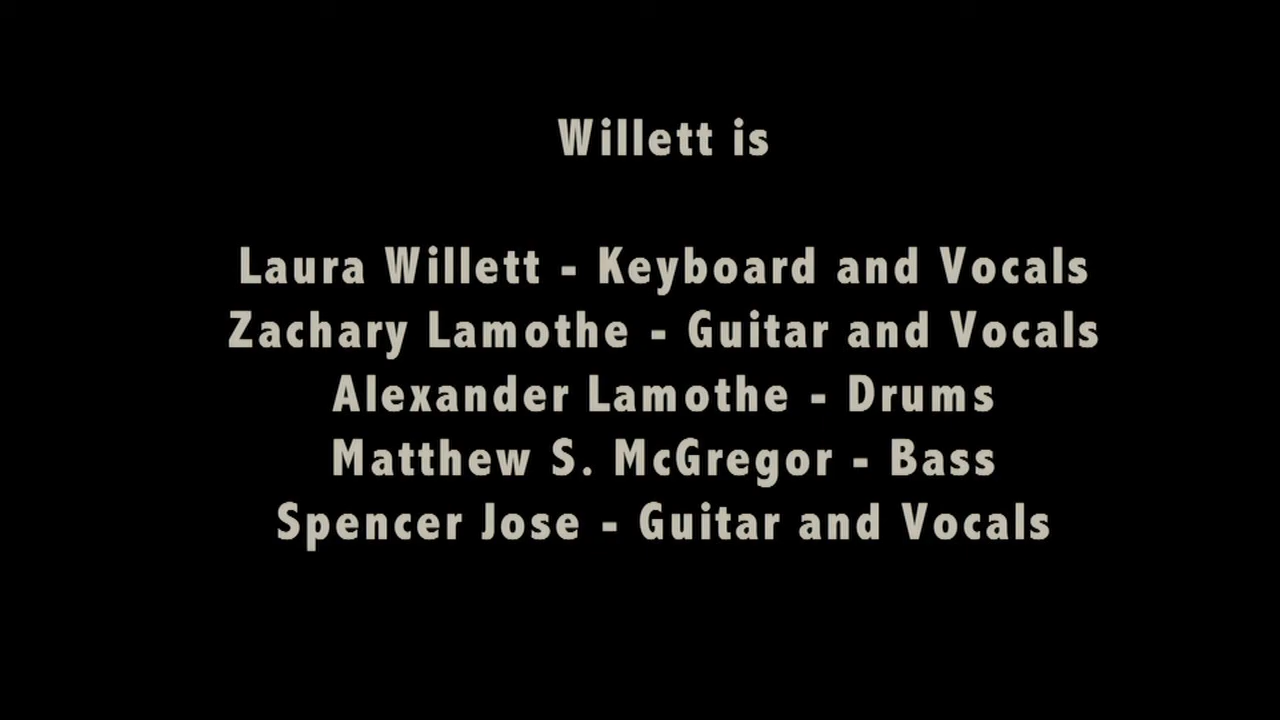 Willett is
Laura Willett - Keyboard and Vocals
Zachary Lamothe - Guitar and Vocals
Alexander Lamothe - Drums
Matthew S. McGregor - Bass
Spencer Jose - Guitar and Vocals